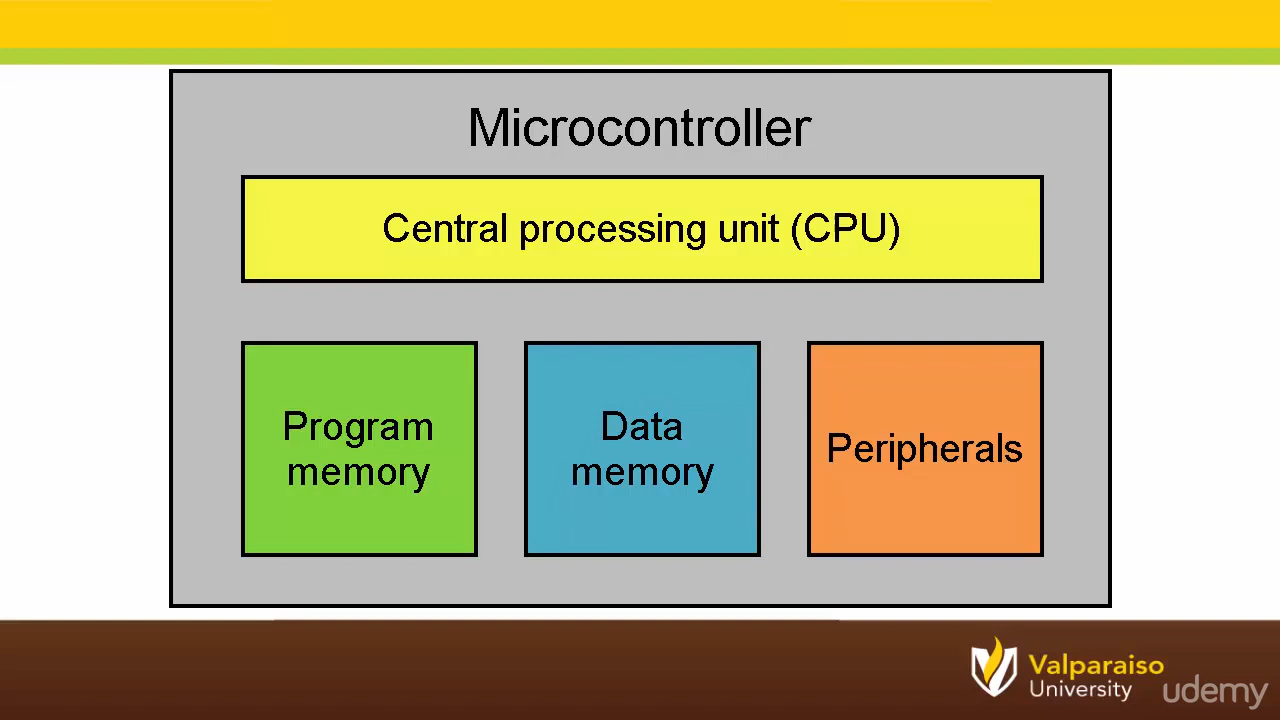 Microcontroller
Central processing unit (CPU)
Program
memory
Data
memory
Peripherals
Valparaiso
University
udemy